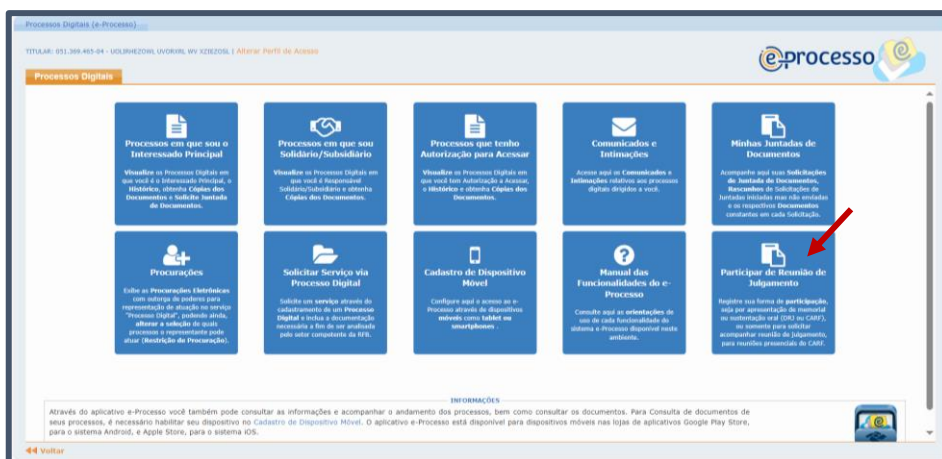 Processos Digitais (e-Processo)
TITULAR: 051.360.465-04 - UOLIRHEZOWL UVORXRL WV XZIEZOSL | Alterar Perfil de Acesso
e-processo
Processos Digitais
Processos em que sou o
Interessado Principal
Visualize os Processos Digitais em
que você é o Interessado Principal, o
Histórico, obtenha Cópias dos
Documentos e Solicite Juntada
de Documentos.
Processos em que sou
Solidário/Subsidiário
Visualize os Processos Digitais em
que você é Responsável
Solidário/Subsidiário e obtenha
Cópias dos Documentos.
Processos que tenho
Autorização para Acessar
Visualize os Processos Digitais em
que você tem Autorização a Acessar,
o Histórico e obtenha Cópias dos
Documentos.
Comunicados e
Intimações
Acesse aqui os Comunicados e
Intimações relativos aos processos
digitais dirigidos a você.
Minhas Juntadas de
Documentos
Acompanhe aqui suas Solicitações
de Juntada de Documentos,
Rascunhos de Solicitações de
Juntadas iniciadas mas não enviadas
e os respectivos Documentos
constantes em cada Solicitação.
Procurações
Exibe as Procurações Eletrônicas
com outorga de poderes para
representação de atuação no serviço
"Processo Digital", podendo ainda,
alterar a seleção de quais
processos o representante pode
atuar (Restrição de Procuração).
Solicitar Serviço via
Processo Digital
Solicite um serviço através do
cadastramento de um Processo
Digital e inclua a documentação
necessária a fim de ser analisada
pelo setor competente da RFB.
Cadastro de Dispositivo
Móvel
Configure aqui o acesso ao e-
Processo através de dispositivos
móveis como tablet ou
smartphones .
Manual das
Funcionalidades do e-
Processo
Consulte aqui as orientações de
uso de cada funcionalidade do
sistema e-Processo disponível neste
ambiente.
Participar de Reunião de
Julgamento
Registre sua forma de participação,
seja por apresentação de memorial
ou sustentação oral (DRJ ou CARF),
ou somente para solicitar
acompanhar reunião de julgamento,
para reuniões presenciais do CARF.
INFORMAÇÕES
Através do aplicativo e-Processo você também pode consultar as informações e acompanhar o andamento dos processos, bem como consultar os documentos. Para Consulta de documentos de
seus processos, é necessário habilitar seu dispositivo no Cadastro de Dispositivo Móvel. O aplicativo e-Processo está disponível para dispositivos móveis nas lojas de aplicativos Google Play Store,
para o sistema Android, e Apple Store, para o sistema iOS.
Voltar